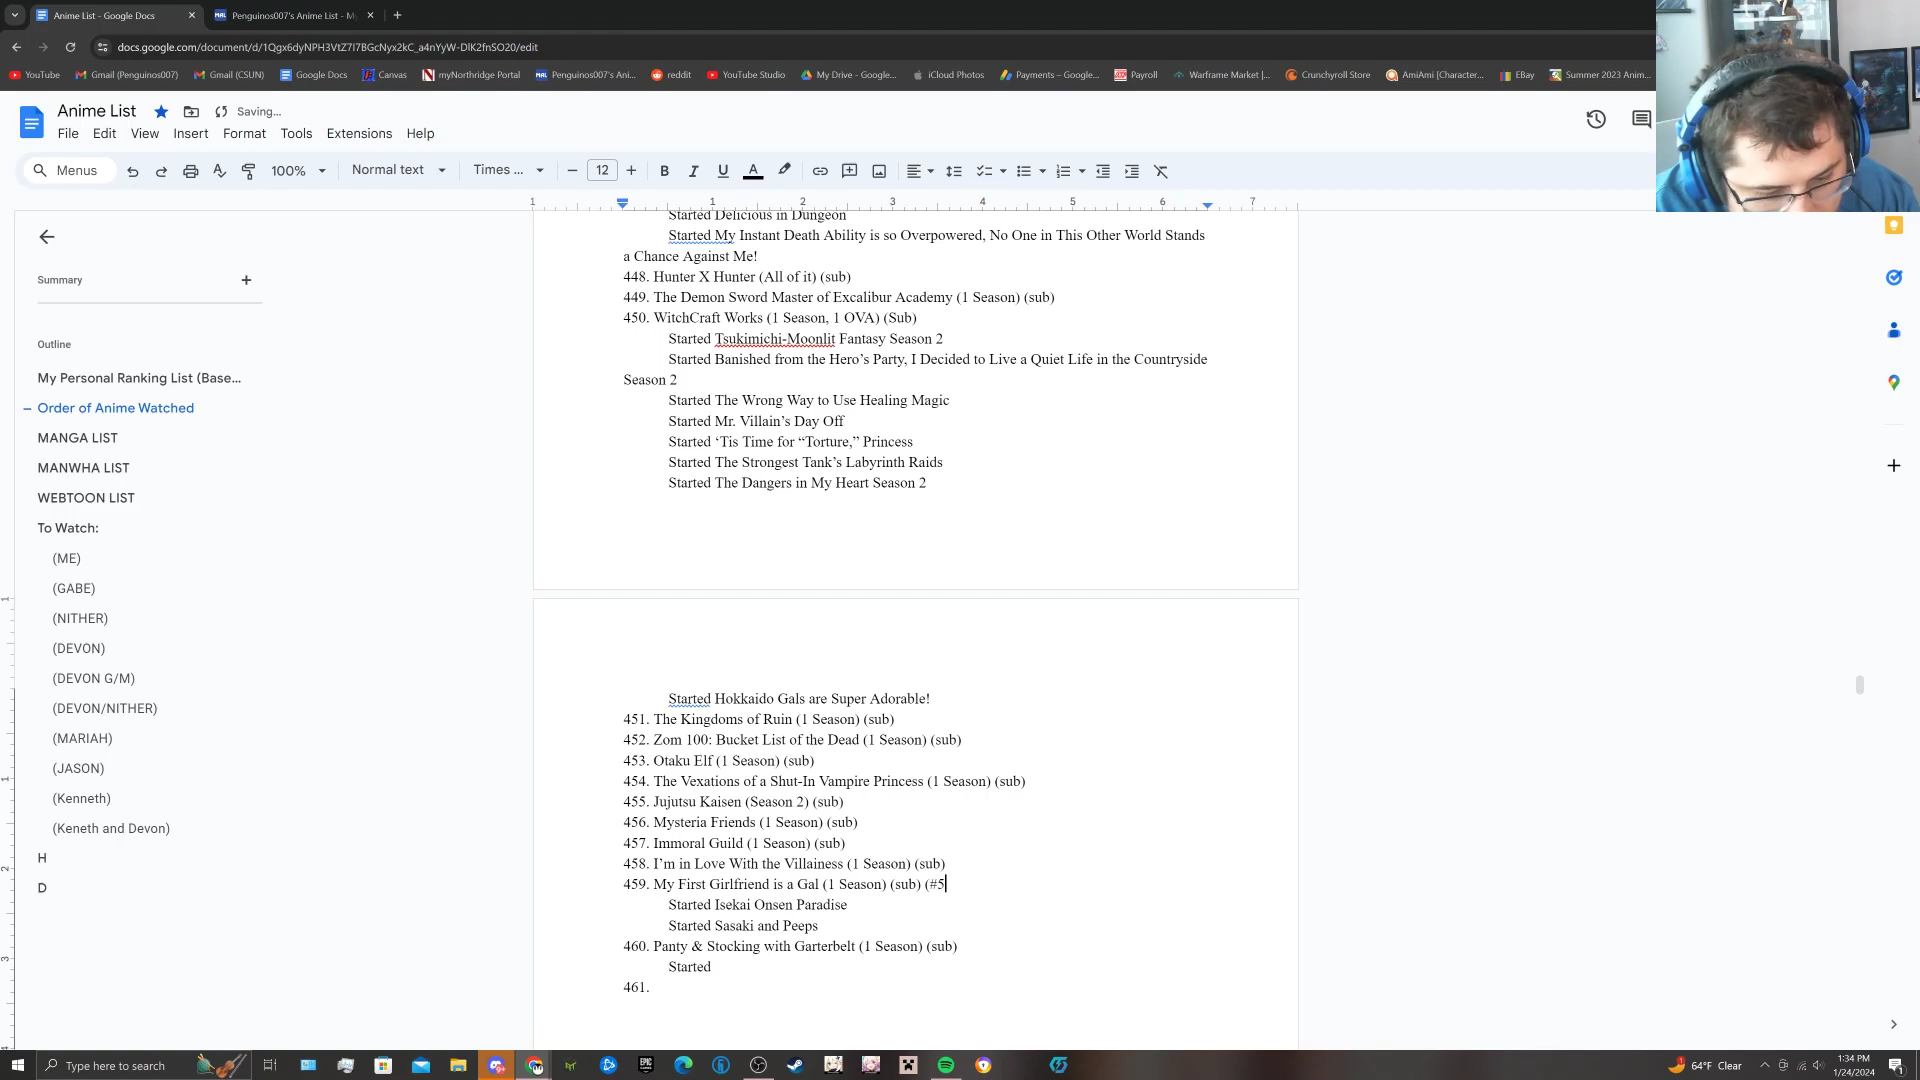 Anime List - Google Docs
MAL Penguinos007's Anime List - My
docs.google.com/document/d/1Qgx6dyNPH3VtZ7I7BGcNyx2kC_a4nYyW-DlK2fnSO20/edit
YouTube Gmail (Penguinos007) Gmail (CSUN) Google Docs Canvas myNorthridge Portal MAL Penguinos007's Ani... reddit YouTube Studio My Drive - Google... iCloud Photos Payments – Google... Payroll Warframe Market |... Crunchyroll Store AmiAmi [Character... EBay Summer 2023 Anim...
Anime List Saving...
File Edit View Insert Format Tools Extensions Help
Menus 100% Normal text Times ... − 12 + B I U A
1 1 2 3 4 5 6 7
Summary +
Outline
My Personal Ranking List (Base...
Order of Anime Watched
MANGA LIST
MANWHA LIST
WEBTOON LIST
To Watch:
(ME)
(GABE)
(NITHER)
(DEVON)
(DEVON G/M)
(DEVON/NITHER)
(MARIAH)
(JASON)
(Kenneth)
(Keneth and Devon)
H
D
Started Delicious in Dungeon
Started My Instant Death Ability is so Overpowered, No One in This Other World Stands
a Chance Against Me!
448. Hunter X Hunter (All of it) (sub)
449. The Demon Sword Master of Excalibur Academy (1 Season) (sub)
450. WitchCraft Works (1 Season, 1 OVA) (Sub)
Started Tsukimichi-Moonlit Fantasy Season 2
Started Banished from the Hero’s Party, I Decided to Live a Quiet Life in the Countryside
Season 2
Started The Wrong Way to Use Healing Magic
Started Mr. Villain’s Day Off
Started ‘Tis Time for “Torture,” Princess
Started The Strongest Tank’s Labyrinth Raids
Started The Dangers in My Heart Season 2
Started Hokkaido Gals are Super Adorable!
451. The Kingdoms of Ruin (1 Season) (sub)
452. Zom 100: Bucket List of the Dead (1 Season) (sub)
453. Otaku Elf (1 Season) (sub)
454. The Vexations of a Shut-In Vampire Princess (1 Season) (sub)
455. Jujutsu Kaisen (Season 2) (sub)
456. Mysteria Friends (1 Season) (sub)
457. Immoral Guild (1 Season) (sub)
458. I’m in Love With the Villainess (1 Season) (sub)
459. My First Girlfriend is a Gal (1 Season) (sub) (#5
Started Isekai Onsen Paradise
Started Sasaki and Peeps
460. Panty & Stocking with Garterbelt (1 Season) (sub)
Started
461.
Type here to search
64°F Clear
1:34 PM
1/24/2024